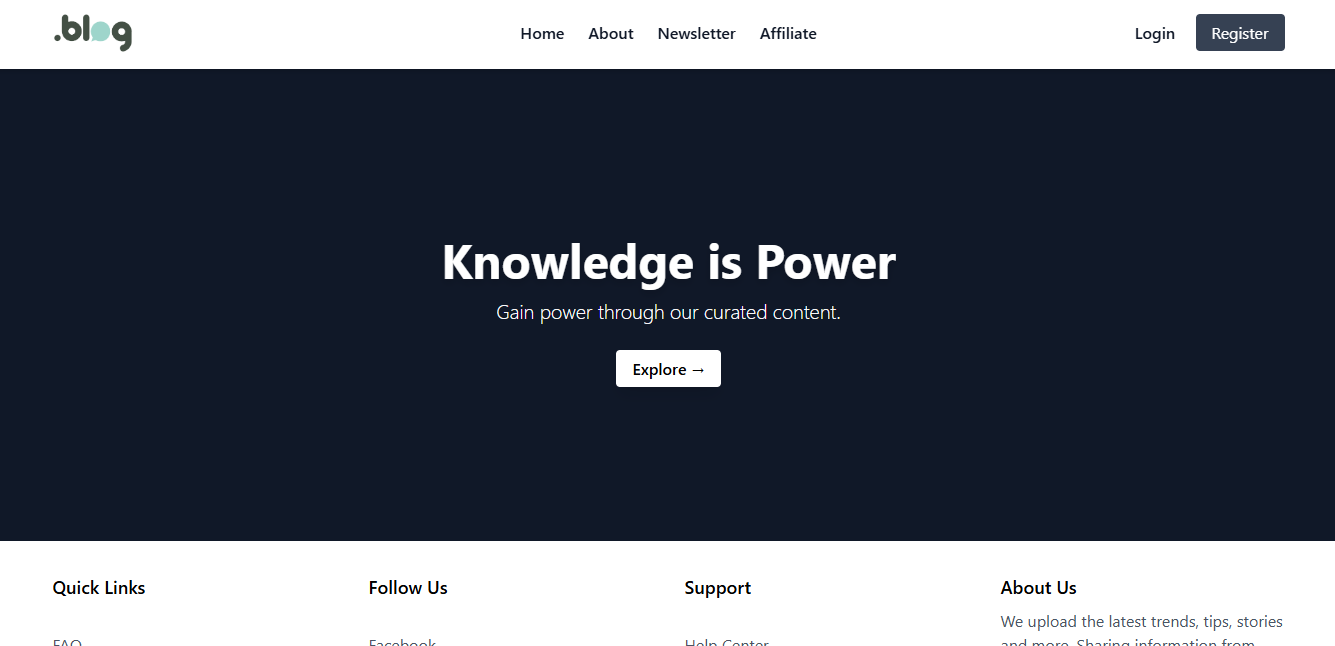 .blog
Home About Newsletter Affiliate
Login Register
Knowledge is Power
Gain power through our curated content.
Explore →
Quick Links
FAQ
Follow Us
Facebook
Support
Help Center
About Us
We upload the latest trends, tips, stories
and more. Sharing information from